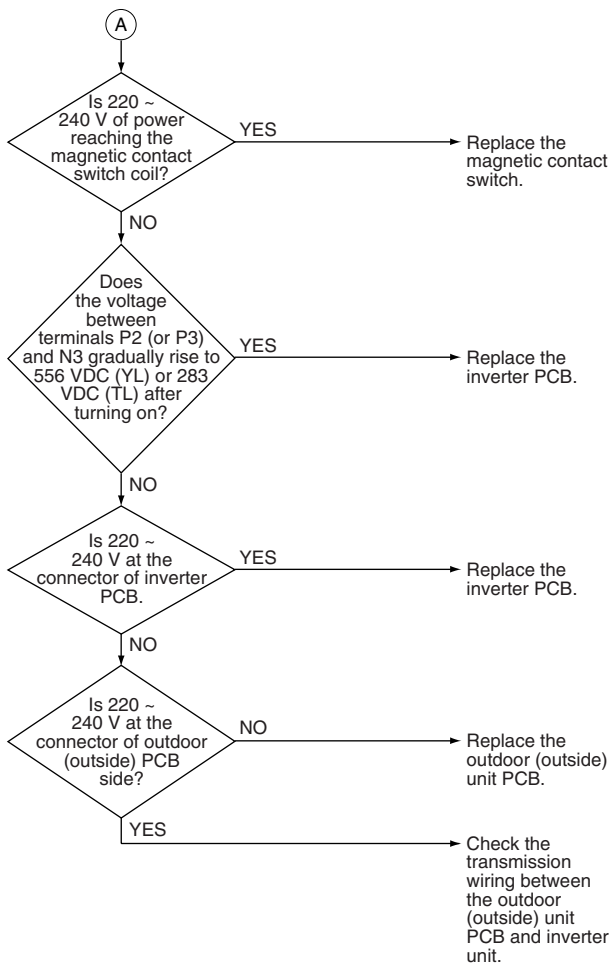 A
Is 220 ~
240 V of power
reaching the
magnetic contact
switch coil?
YES
Replace the
magnetic contact
switch.
NO
Does
the voltage
between
terminals P2 (or P3)
and N3 gradually rise to
556 VDC (YL) or 283
VDC (TL) after
turning on?
YES
Replace the
inverter PCB.
NO
Is 220 ~
240 V at the
connector of inverter
PCB.
YES
Replace the
inverter PCB.
NO
Is 220 ~
240 V at the
connector of outdoor
(outside) PCB
side?
NO
Replace the
outdoor (outside)
unit PCB.
YES
Check the
transmission
wiring between
the outdoor
(outside) unit
PCB and inverter
unit.